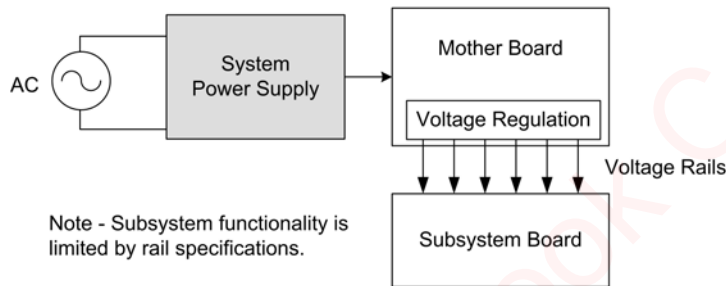 AC
System
Power Supply
Mother Board
Voltage Regulation
Voltage Rails
Subsystem Board
Note - Subsystem functionality is
limited by rail specifications.